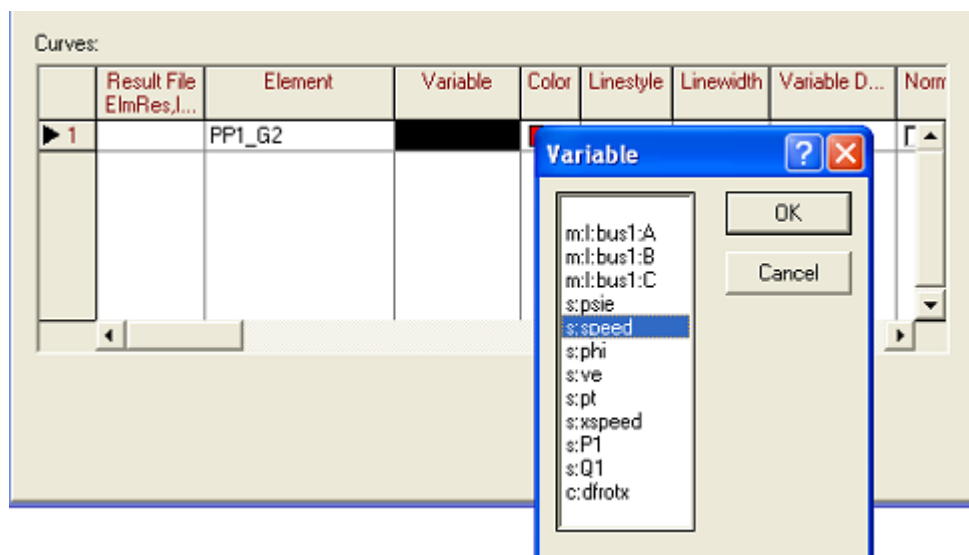 Curves:
Result File ElmRes,I... Element Variable Color Linestyle Linewidth Variable D... Norm
1 PP1_G2
Variable
OK
Cancel
m:I:bus1:A
m:I:bus1:B
m:I:bus1:C
s:psie
s:speed
s:phi
s:ve
s:pt
s:xspeed
s:P1
s:Q1
c:dfrotx